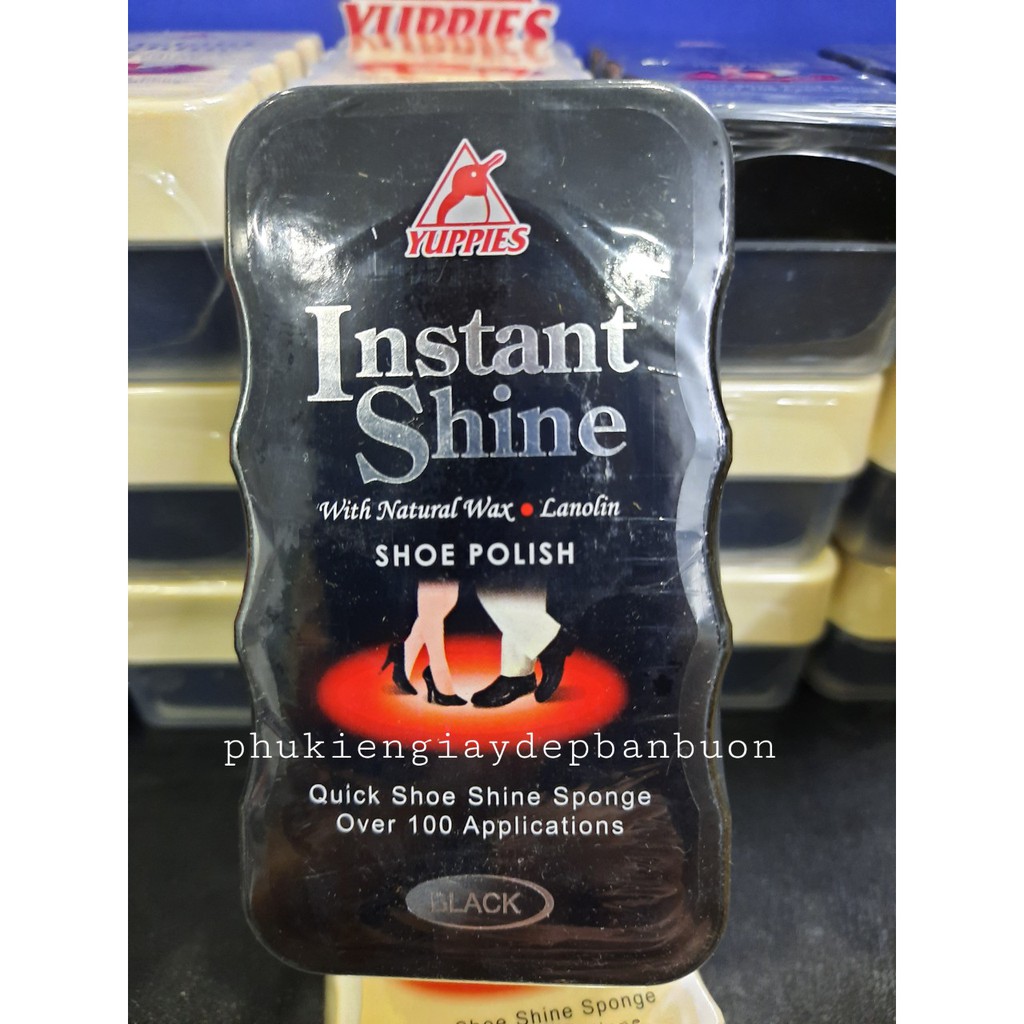 YUPPIES
YUPPIES
Instant
Shine
With Natural Wax • Lanolin
SHOE POLISH
phukiengiaydepbanbuon
Quick Shoe Shine Sponge
Over 100 Applications
BLACK
Shoe Shine Sponge